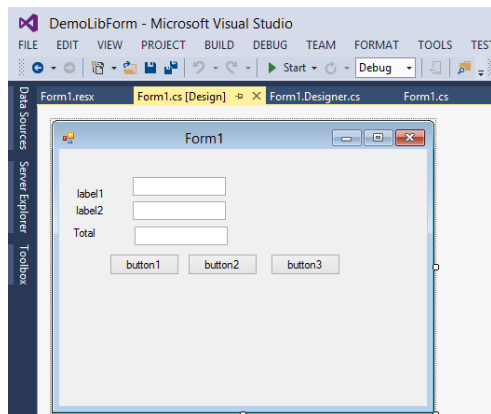 DemoLibForm - Microsoft Visual Studio
FILE EDIT VIEW PROJECT BUILD DEBUG TEAM FORMAT TOOLS
Start Debug
Form1.resx Form1.cs [Design] Form1.Designer.cs Form1.cs
Data Sources
Server Explorer
Toolbox
Form1
label1
label2
Total
button1 button2 button3